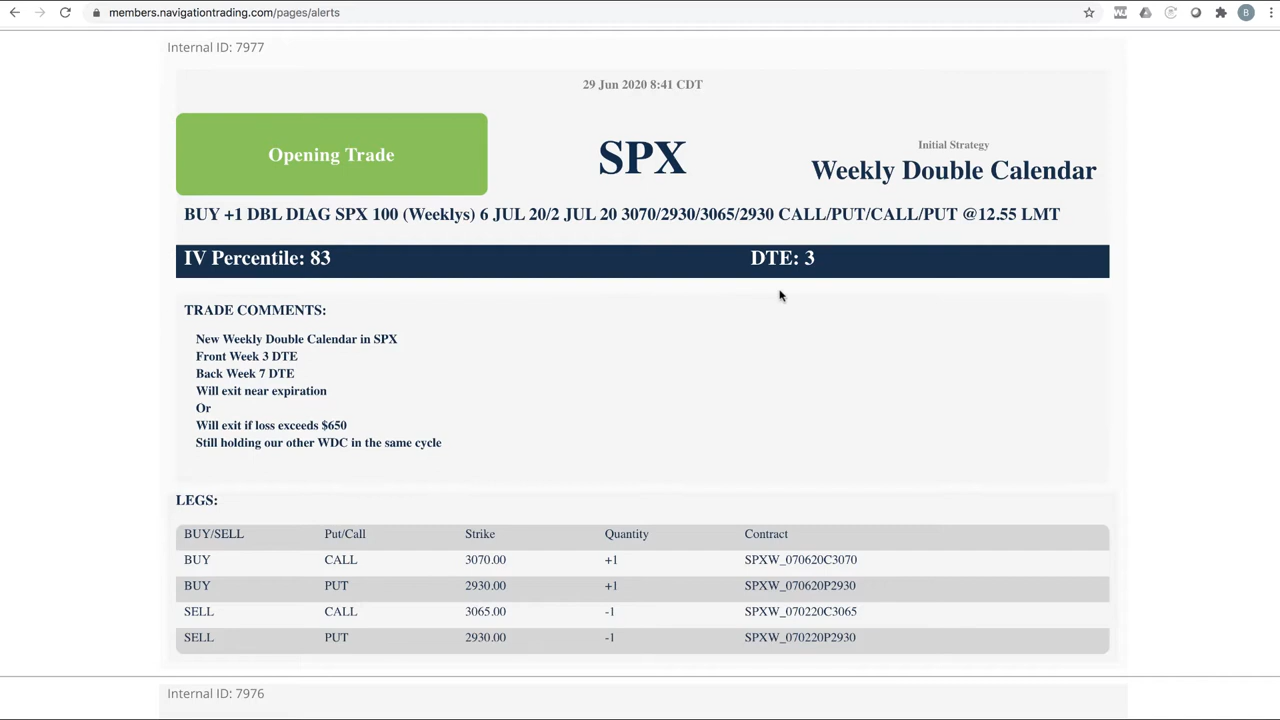 members.navigationtrading.com/pages/alerts
B
Internal ID: 7977
29 Jun 2020 8:41 CDT
Opening Trade
SPX
Initial Strategy
Weekly Double Calendar
BUY +1 DBL DIAG SPX 100 (Weeklys) 6 JUL 20/2 JUL 20 3070/2930/3065/2930 CALL/PUT/CALL/PUT @12.55 LMT
IV Percentile: 83 DTE: 3
TRADE COMMENTS:
New Weekly Double Calendar in SPX
Front Week 3 DTE
Back Week 7 DTE
Will exit near expiration
Or
Will exit if loss exceeds $650
Still holding our other WDC in the same cycle
LEGS:
BUY/SELL Put/Call Strike Quantity Contract
BUY CALL 3070.00 +1 SPXW_070620C3070
BUY PUT 2930.00 +1 SPXW_070620P2930
SELL CALL 3065.00 -1 SPXW_070220C3065
SELL PUT 2930.00 -1 SPXW_070220P2930
Internal ID: 7976